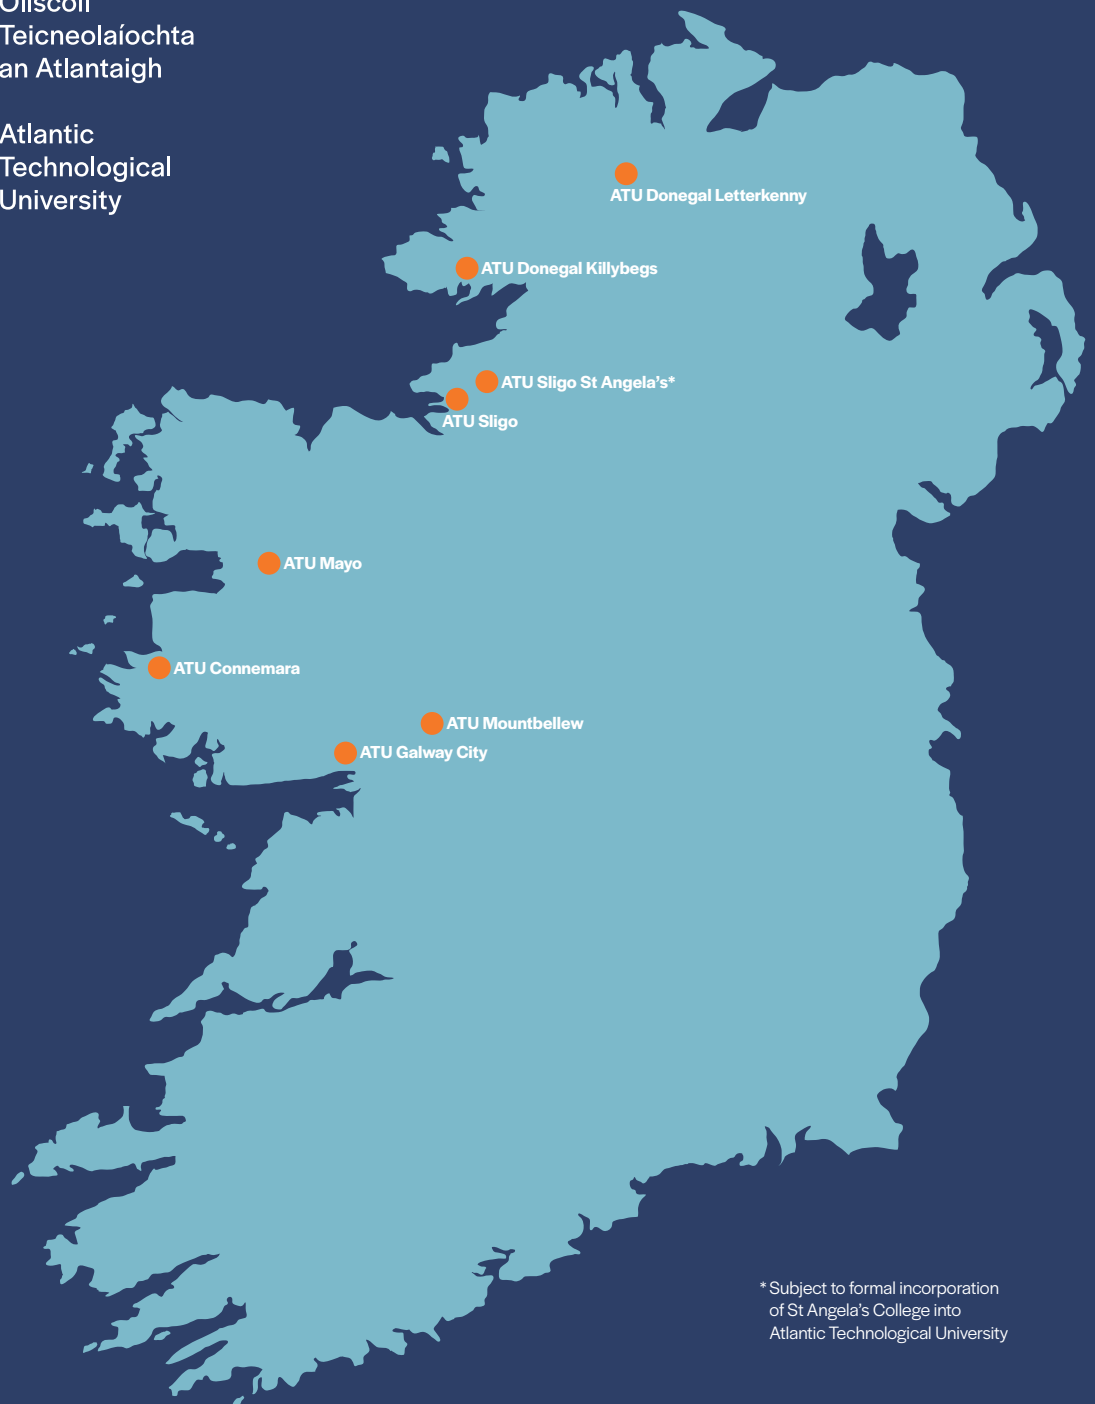 Ollscoil
Teicneolaíochta
an Atlantaigh
Atlantic
Technological
University
ATU Donegal Letterkenny
ATU Donegal Killybegs
ATU Sligo St Angela’s*
ATU Sligo
ATU Mayo
ATU Connemara
ATU Mountbellew
ATU Galway City
* Subject to formal incorporation
of St Angela’s College into
Atlantic Technological University